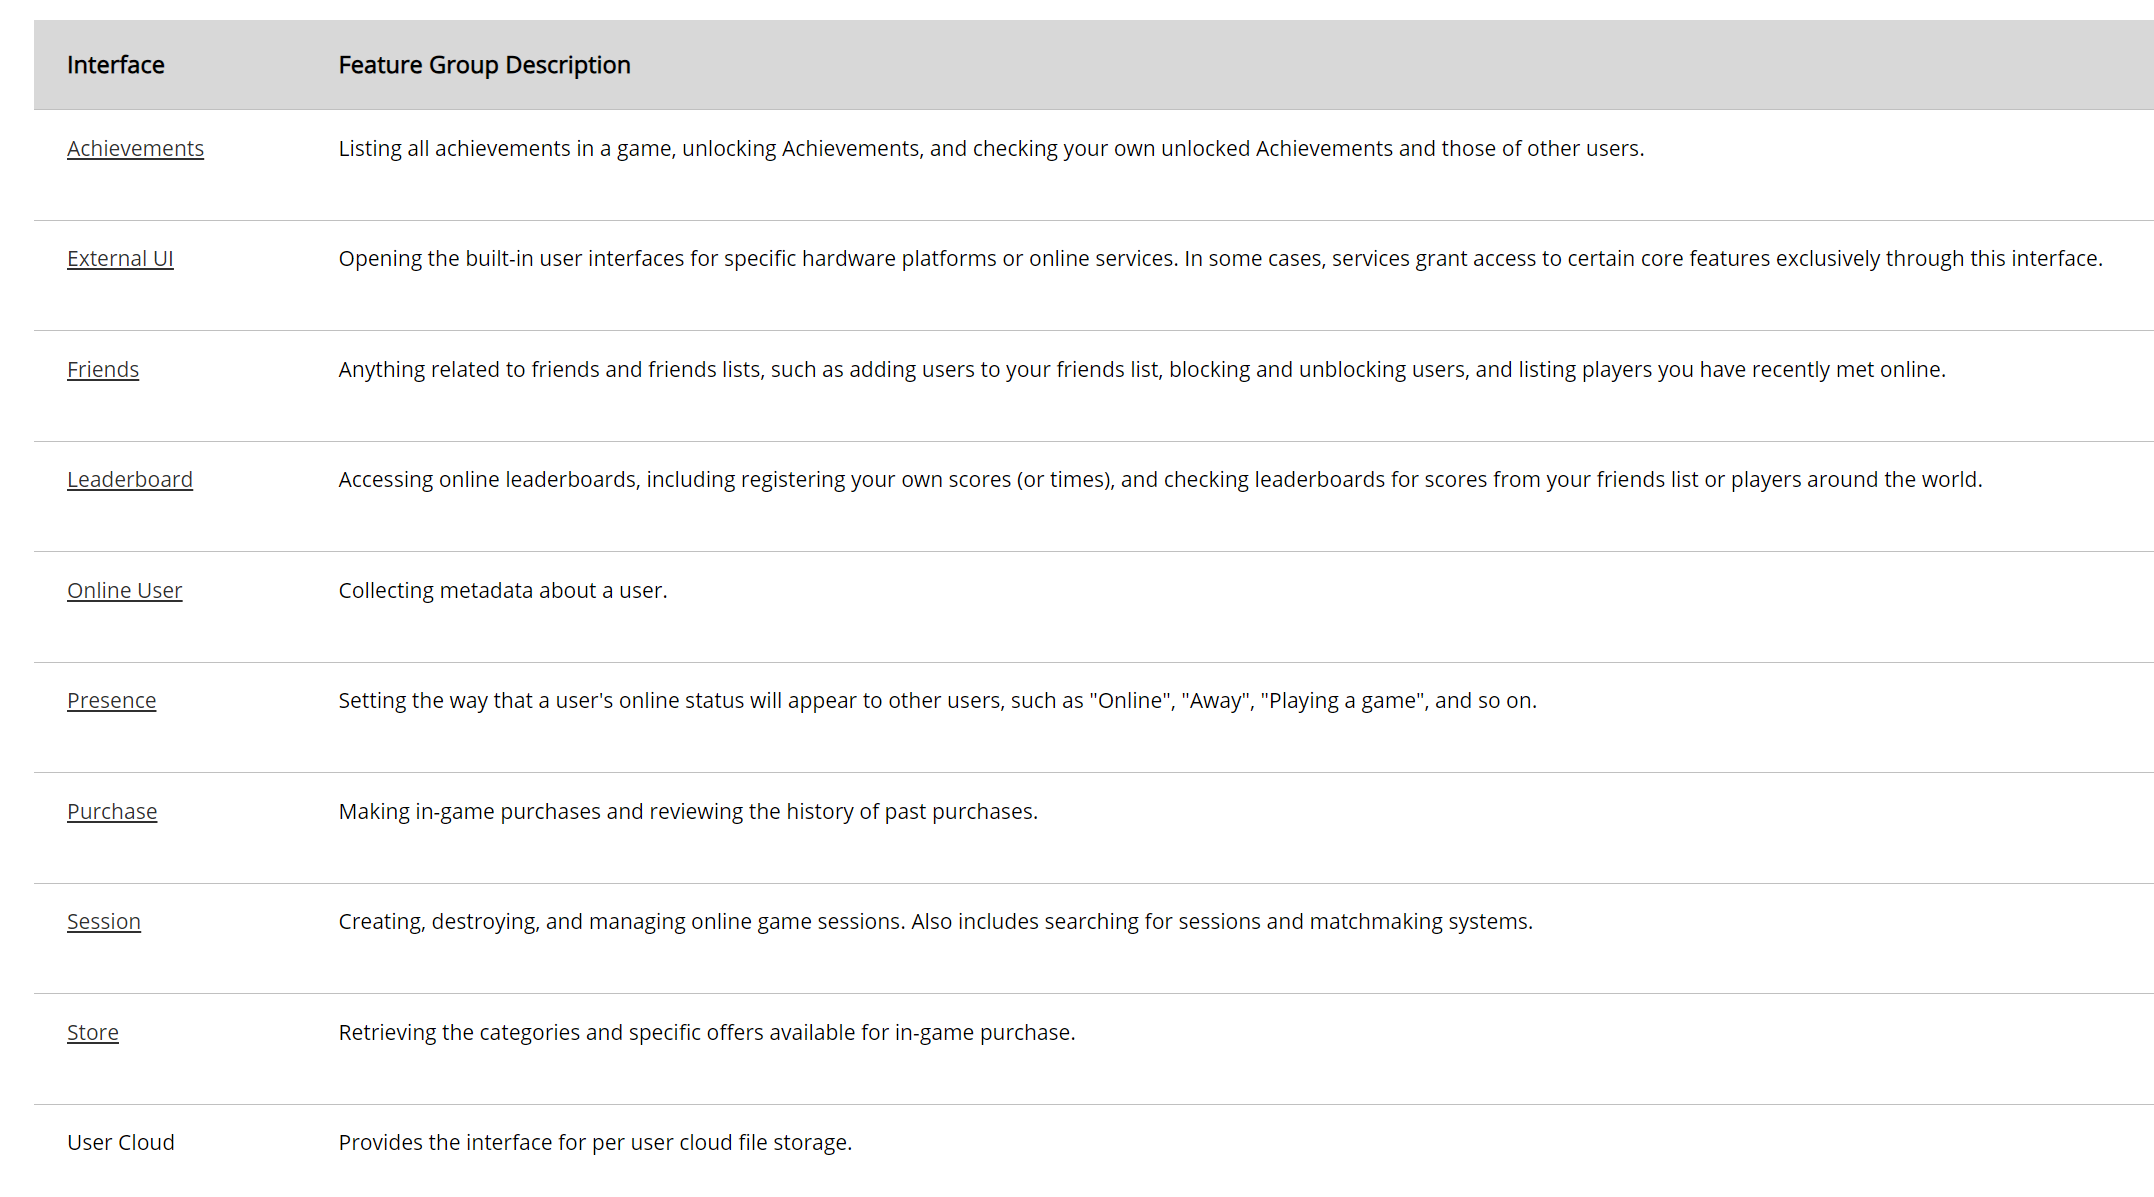 Interface Feature Group Description
Achievements Listing all achievements in a game, unlocking Achievements, and checking your own unlocked Achievements and those of other users.
External UI Opening the built-in user interfaces for specific hardware platforms or online services. In some cases, services grant access to certain core features exclusively through this interface.
Friends Anything related to friends and friends lists, such as adding users to your friends list, blocking and unblocking users, and listing players you have recently met online.
Leaderboard Accessing online leaderboards, including registering your own scores (or times), and checking leaderboards for scores from your friends list or players around the world.
Online User Collecting metadata about a user.
Presence Setting the way that a user's online status will appear to other users, such as "Online", "Away", "Playing a game", and so on.
Purchase Making in-game purchases and reviewing the history of past purchases.
Session Creating, destroying, and managing online game sessions. Also includes searching for sessions and matchmaking systems.
Store Retrieving the categories and specific offers available for in-game purchase.
User Cloud Provides the interface for per user cloud file storage.